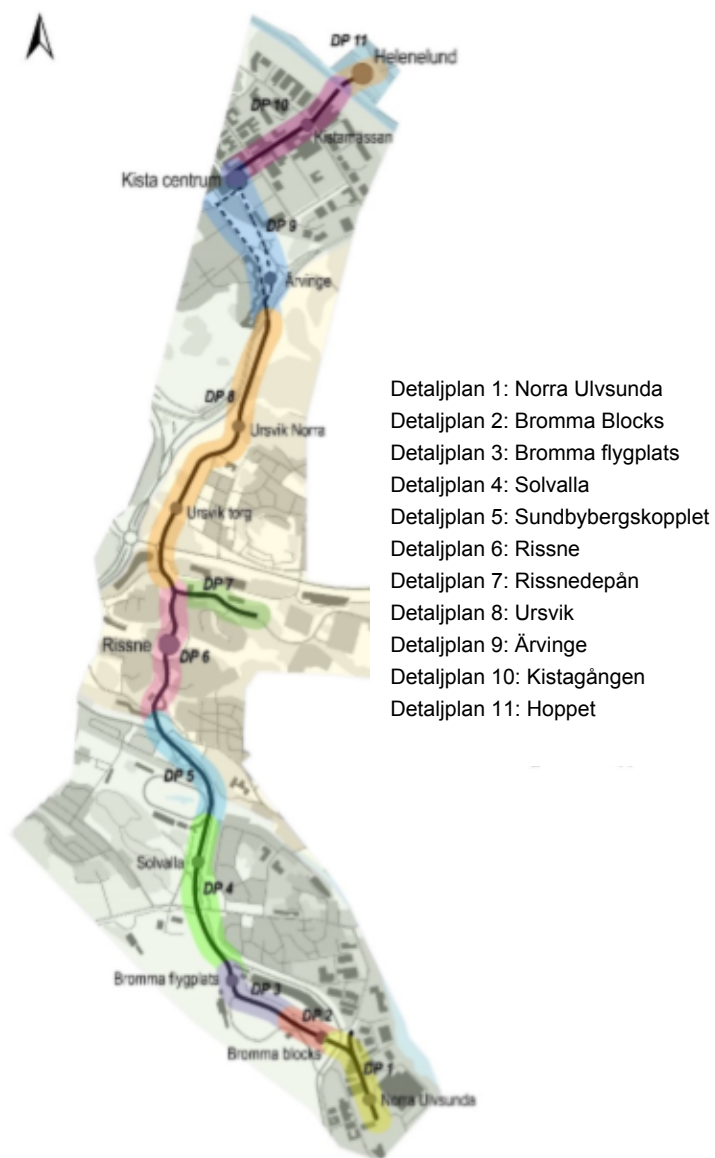 DP 11
Helenelund
DP 10
Kistamässan
Kista centrum
DP 9
Ärvinge
DP 8
Ursvik Norra
Ursvik torg
DP 7
Rissne
DP 6
DP 5
Solvalla
DP 4
Bromma flygplats
DP 3
DP 2
Bromma blocks
DP 1
Norra Ulvsunda
Detaljplan 1: Norra Ulvsunda
Detaljplan 2: Bromma Blocks
Detaljplan 3: Bromma flygplats
Detaljplan 4: Solvalla
Detaljplan 5: Sundbybergskopplet
Detaljplan 6: Rissne
Detaljplan 7: Rissnedepån
Detaljplan 8: Ursvik
Detaljplan 9: Ärvinge
Detaljplan 10: Kistagången
Detaljplan 11: Hoppet